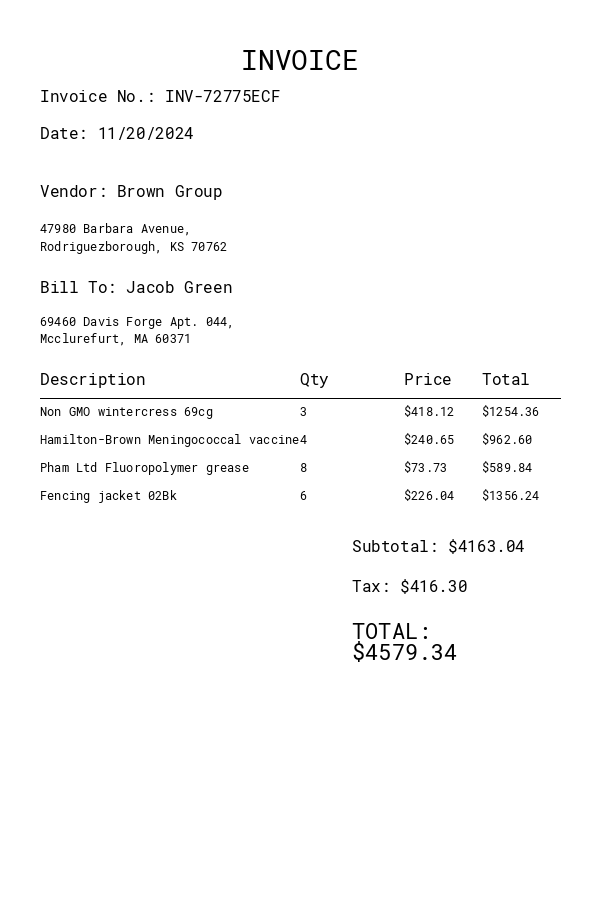 INVOICE
Invoice No.: INV-72775ECF
Date: 11/20/2024
Vendor: Brown Group
47980 Barbara Avenue,
Rodriguezborough, KS 70762
Bill To: Jacob Green
69460 Davis Forge Apt. 044,
Mcclurefurt, MA 60371
Description Qty Price Total
Non GMO wintercress 69cg 3 $418.12 $1254.36
Hamilton-Brown Meningococcal vaccine 4 $240.65 $962.60
Pham Ltd Fluoropolymer grease 8 $73.73 $589.84
Fencing jacket 02Bk 6 $226.04 $1356.24
Subtotal: $4163.04
Tax: $416.30
TOTAL:
$4579.34